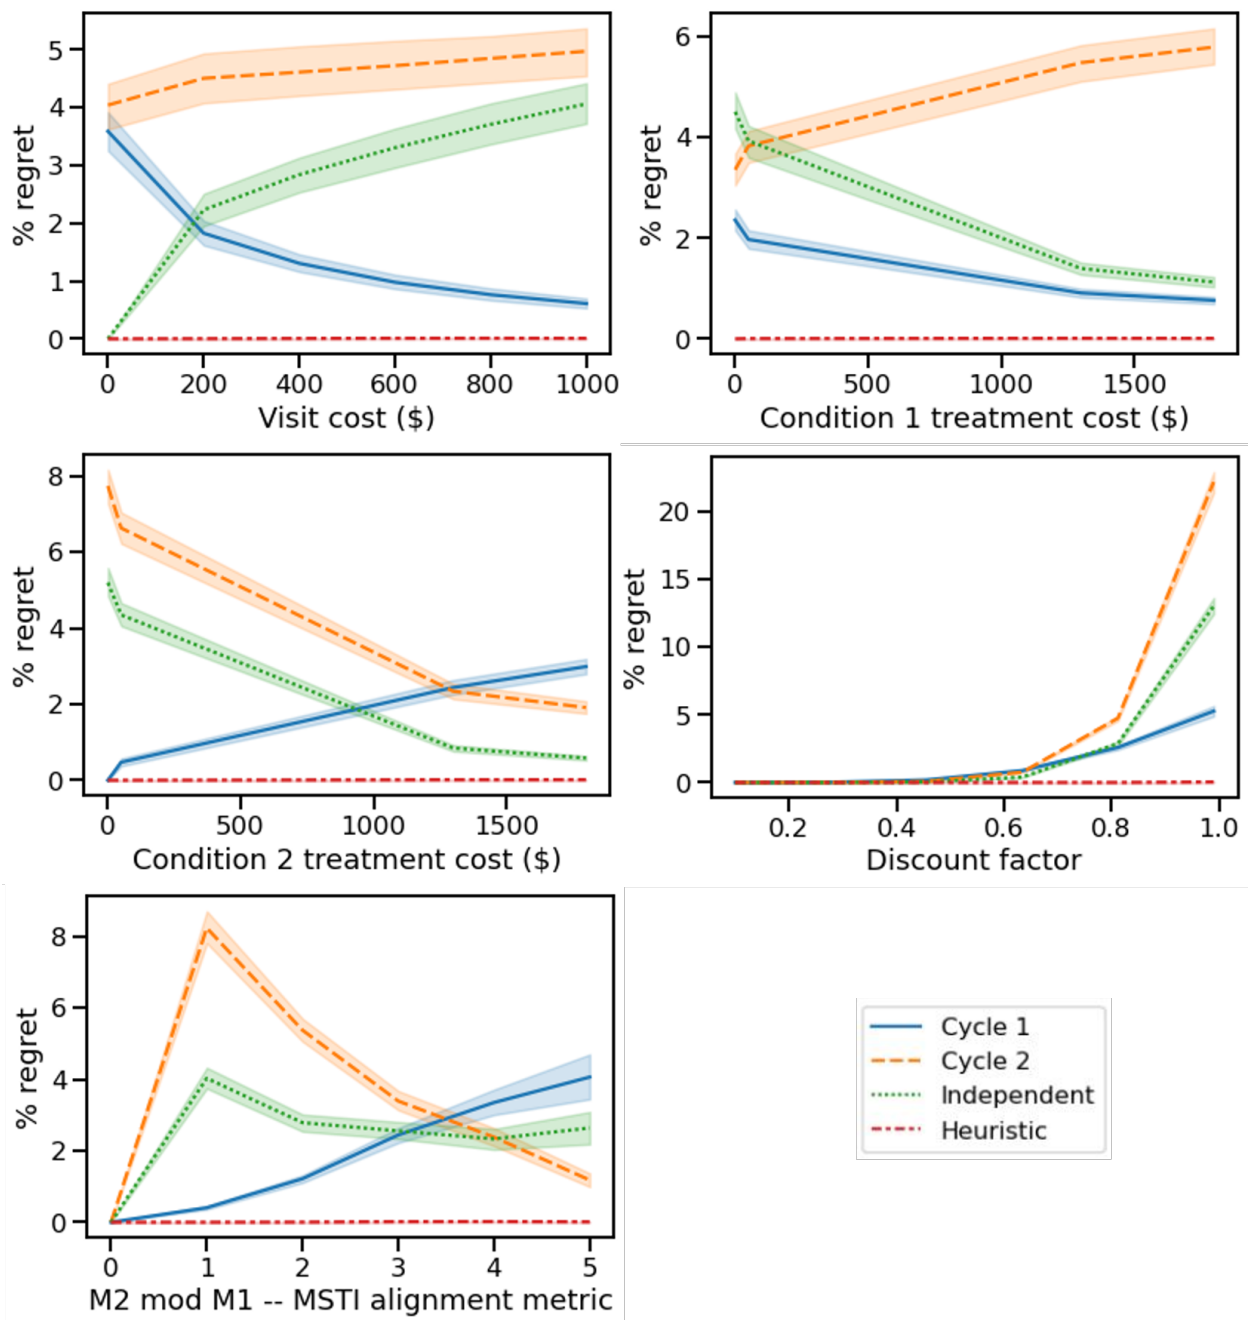 % regret
5
4
3
2
1
0
0 200 400 600 800 1000
Visit cost ($)
% regret
6
4
2
0
0 500 1000 1500
Condition 1 treatment cost ($)
% regret
8
6
4
2
0
0 500 1000 1500
Condition 2 treatment cost ($)
% regret
20
15
10
5
0
0.2 0.4 0.6 0.8 1.0
Discount factor
% regret
8
6
4
2
0
0 1 2 3 4 5
M2 mod M1 -- MSTI alignment metric
Cycle 1
Cycle 2
Independent
Heuristic